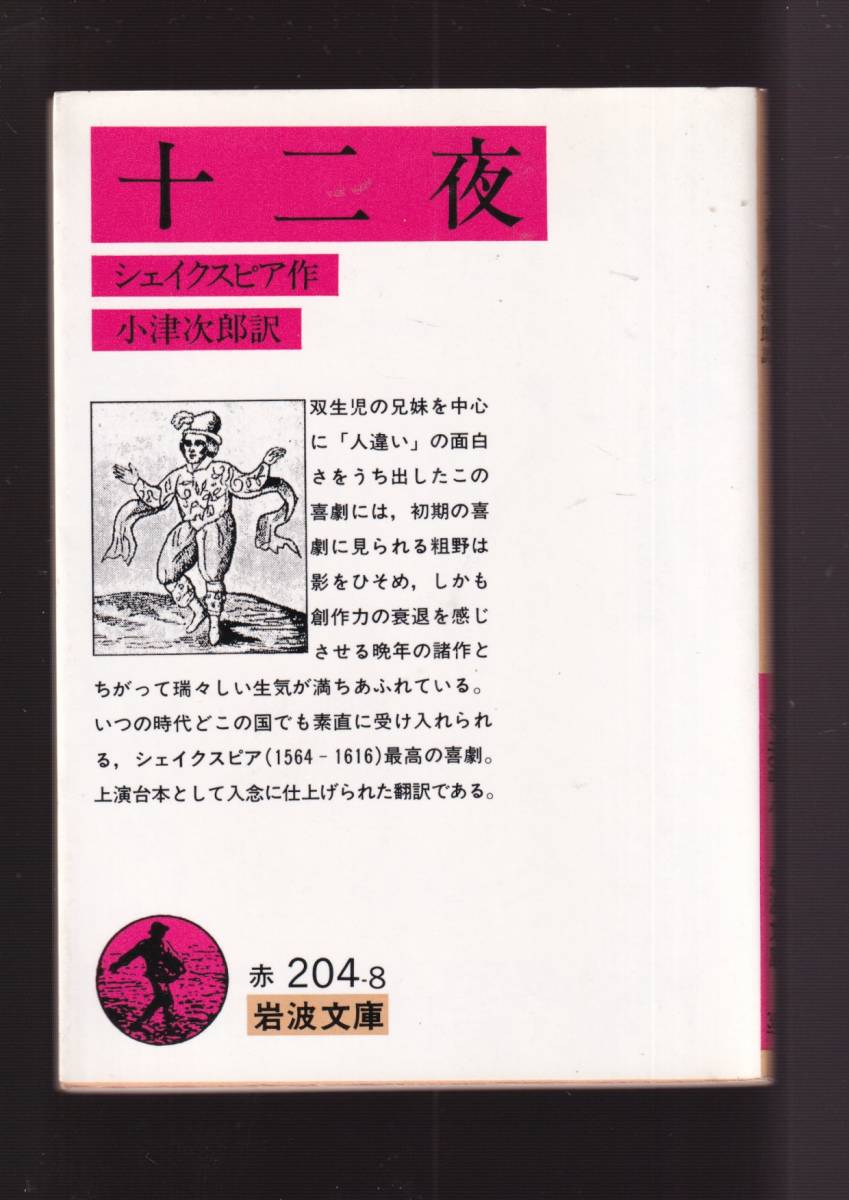 十二夜
シェイクスピア作
小津次郎訳
双生児の兄妹を中心
に「人違い」の面白
さをうち出したこの
喜劇には，初期の喜
劇に見られる粗野は
影をひそめ，しかも
創作力の衰退を感じ
させる晩年の諸作と
ちがって瑞々しい生気が満ちあふれている。
いつの時代どこの国でも素直に受け入れられ
る，シェイクスピア(1564－1616)最高の喜劇。
上演台本として入念に仕上げられた翻訳である。
赤 204-8
岩波文庫